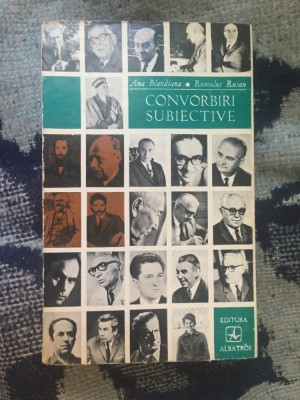 Ana Blandiana • Romulus Rusan
CONVORBIRI
SUBIECTIVE
EDITURA
ALBATROS